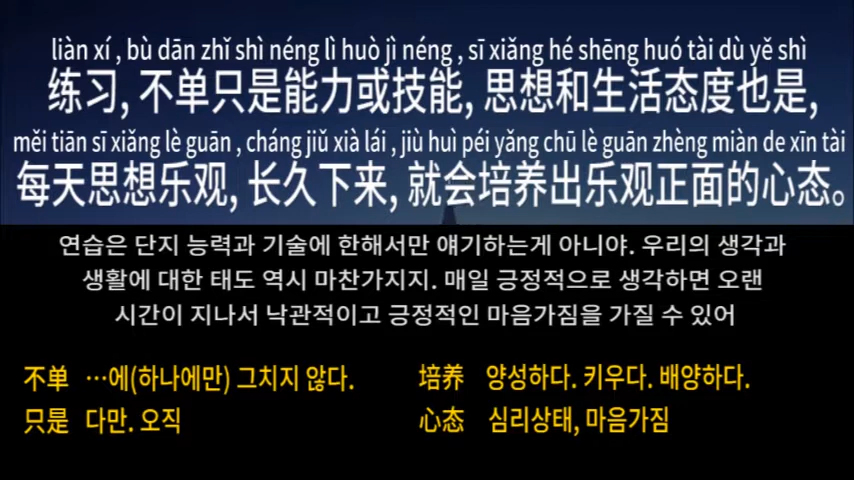 liàn xí , bù dān zhǐ shì néng lì huò jì néng , sī xiǎng hé shēng huó tài dù yě shì
练习, 不单只是能力或技能, 思想和生活态度也是,
měi tiān sī xiǎng lè guān , cháng jiǔ xià lái , jiù huì péi yǎng chū lè guān zhèng miàn de xīn tài
每天思想乐观, 长久下来, 就会培养出乐观正面的心态。
연습은 단지 능력과 기술에 한해서만 얘기하는게 아니야. 우리의 생각과
생활에 대한 태도 역시 마찬가지지. 매일 긍정적으로 생각하면 오랜
시간이 지나서 낙관적이고 긍정적인 마음가짐을 가질 수 있어
不单 …에(하나에만) 그치지 않다.
只是 다만. 오직
培养 양성하다. 키우다. 배양하다.
心态 심리상태, 마음가짐